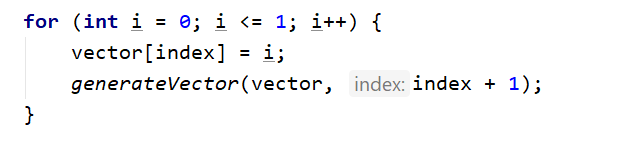 for (int i = 0; i <= 1; i++) {
    vector[index] = i;
    generateVector(vector, index: index + 1);
}